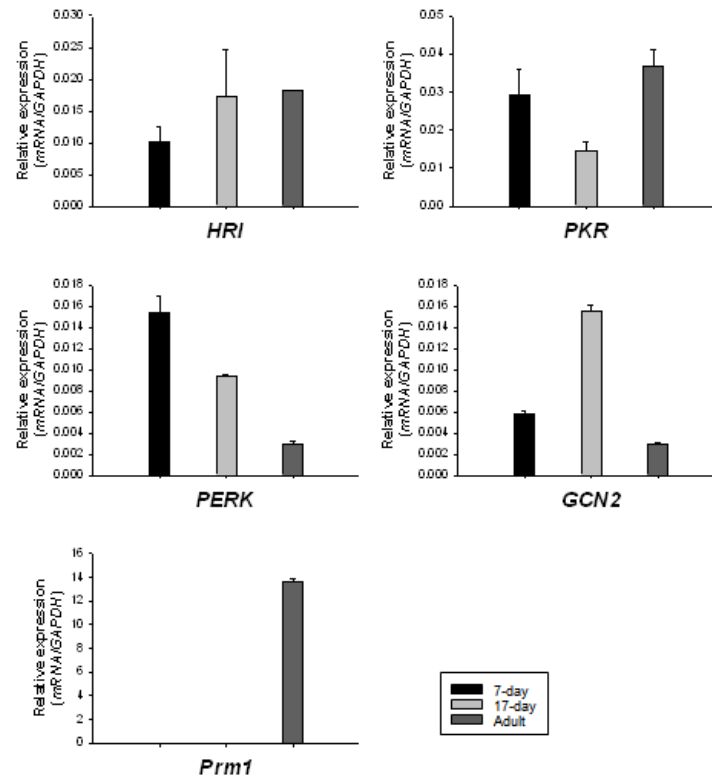 Relative expression
(mRNA/GAPDH)
0.030
0.025
0.020
0.015
0.010
0.005
0.000
HRI
Relative expression
(mRNA/GAPDH)
0.05
0.04
0.03
0.02
0.01
0.00
PKR
Relative expression
(mRNA/GAPDH)
0.018
0.016
0.014
0.012
0.010
0.008
0.006
0.004
0.002
0.000
PERK
Relative expression
(mRNA/GAPDH)
0.018
0.016
0.014
0.012
0.010
0.008
0.006
0.004
0.002
0.000
GCN2
Relative expression
(mRNA/GAPDH)
16
14
12
10
8
6
4
2
0
Prm1
7-day
17-day
Adult